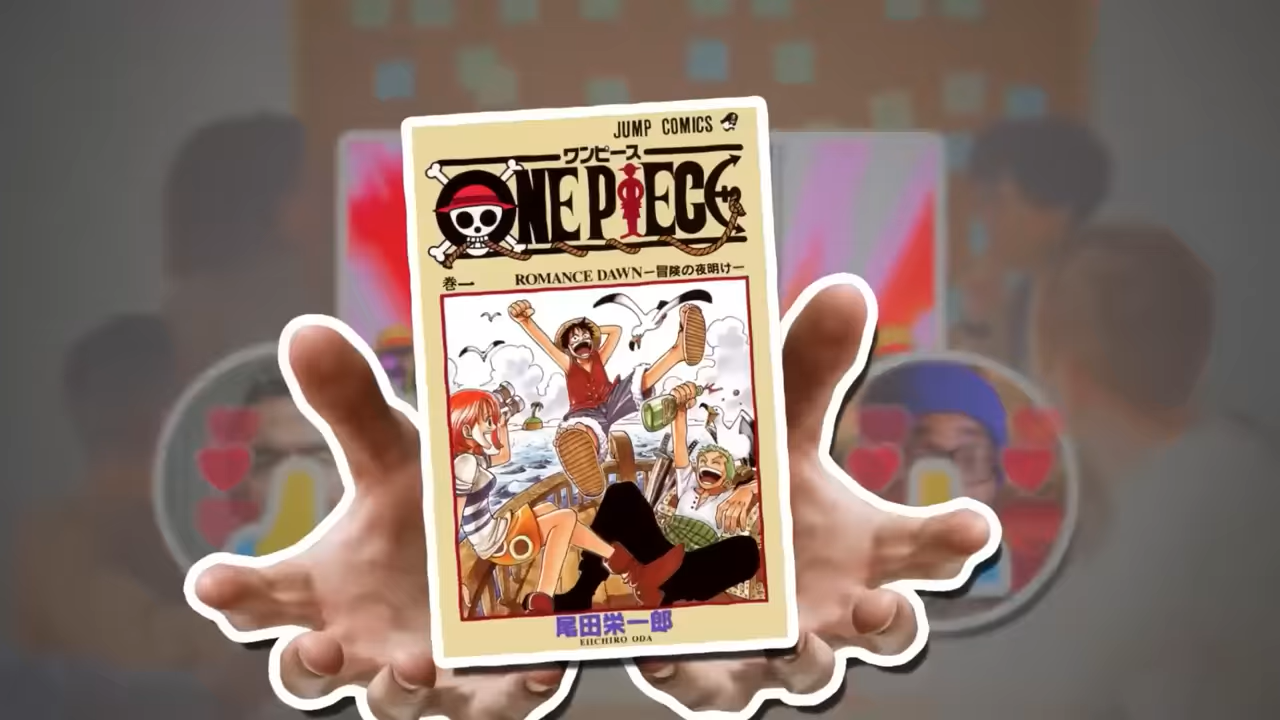 JUMP COMICS
ワンピース
ONE PIECE
巻一
ROMANCE DAWN—冒険の夜明け—
尾田栄一郎
EIICHIRO ODA